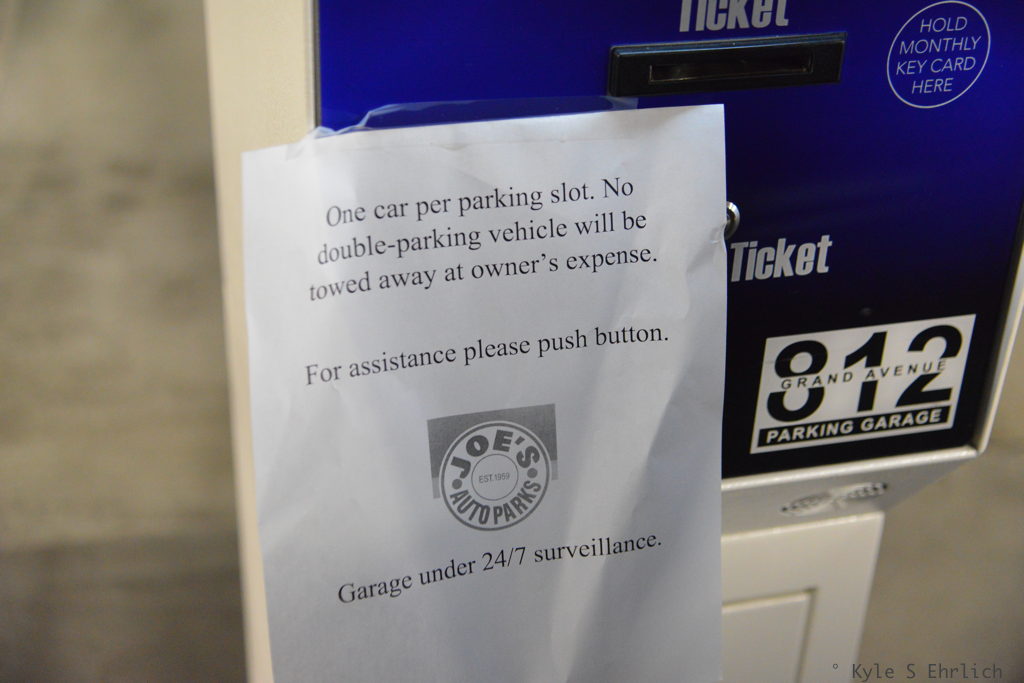 Ticket
HOLD
MONTHLY
KEY CARD
HERE
One car per parking slot. No
double-parking vehicle will be
towed away at owner's expense.
For assistance please push button.
JOE'S
EST.1959
AUTO PARKS
Garage under 24/7 surveillance.
Ticket
812
GRAND AVENUE
PARKING GARAGE
° Kyle S Ehrlich